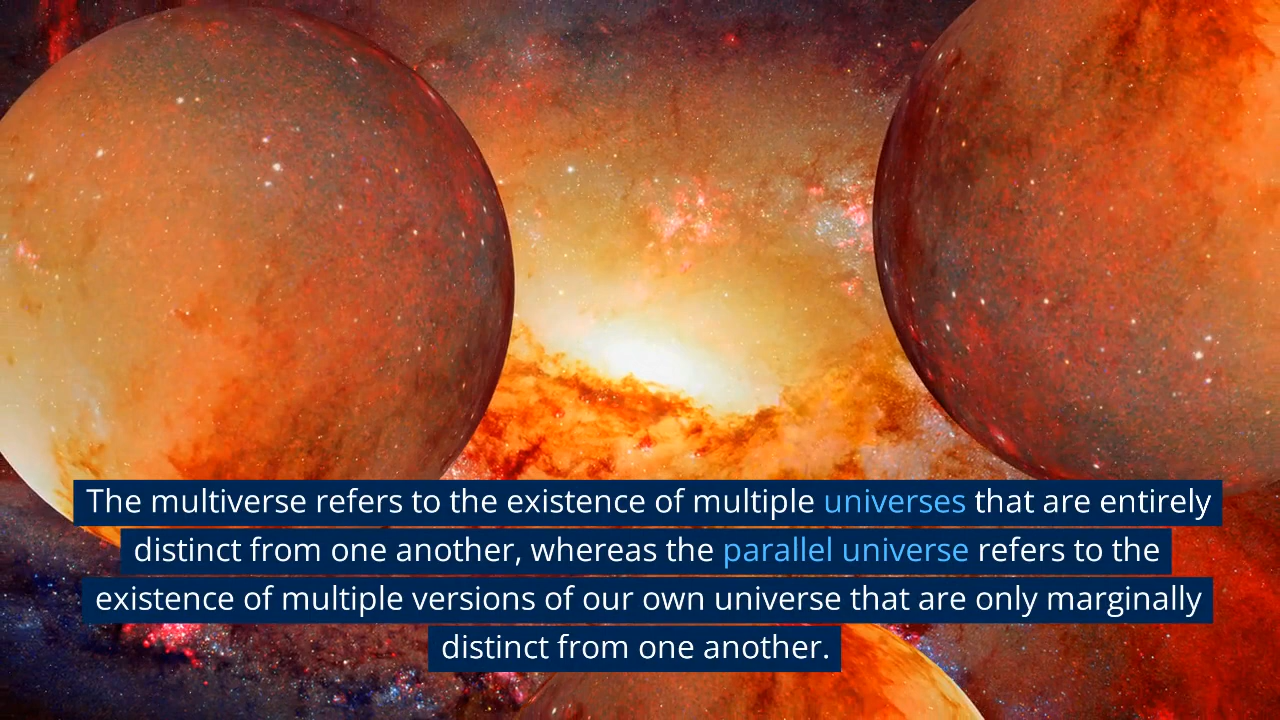 The multiverse refers to the existence of multiple universes that are entirely
distinct from one another, whereas the parallel universe refers to the
existence of multiple versions of our own universe that are only marginally
distinct from one another.